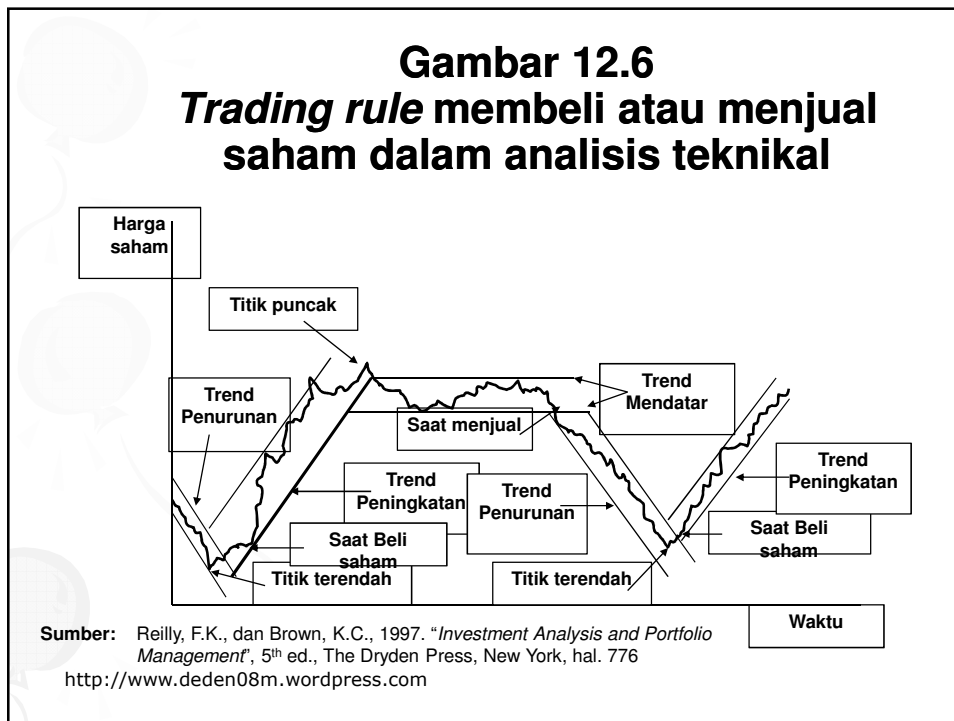 Gambar 12.6
Trading rule membeli atau menjual
saham dalam analisis teknikal
Harga
saham
Titik puncak
Trend
Penurunan
Trend
Mendatar
Saat menjual
Trend
Peningkatan
Trend
Penurunan
Trend
Peningkatan
Saat Beli
saham
Saat Beli
saham
Titik terendah
Titik terendah
Waktu
Sumber: Reilly, F.K., dan Brown, K.C., 1997. “Investment Analysis and Portfolio
Management”, 5th ed., The Dryden Press, New York, hal. 776
http://www.deden08m.wordpress.com